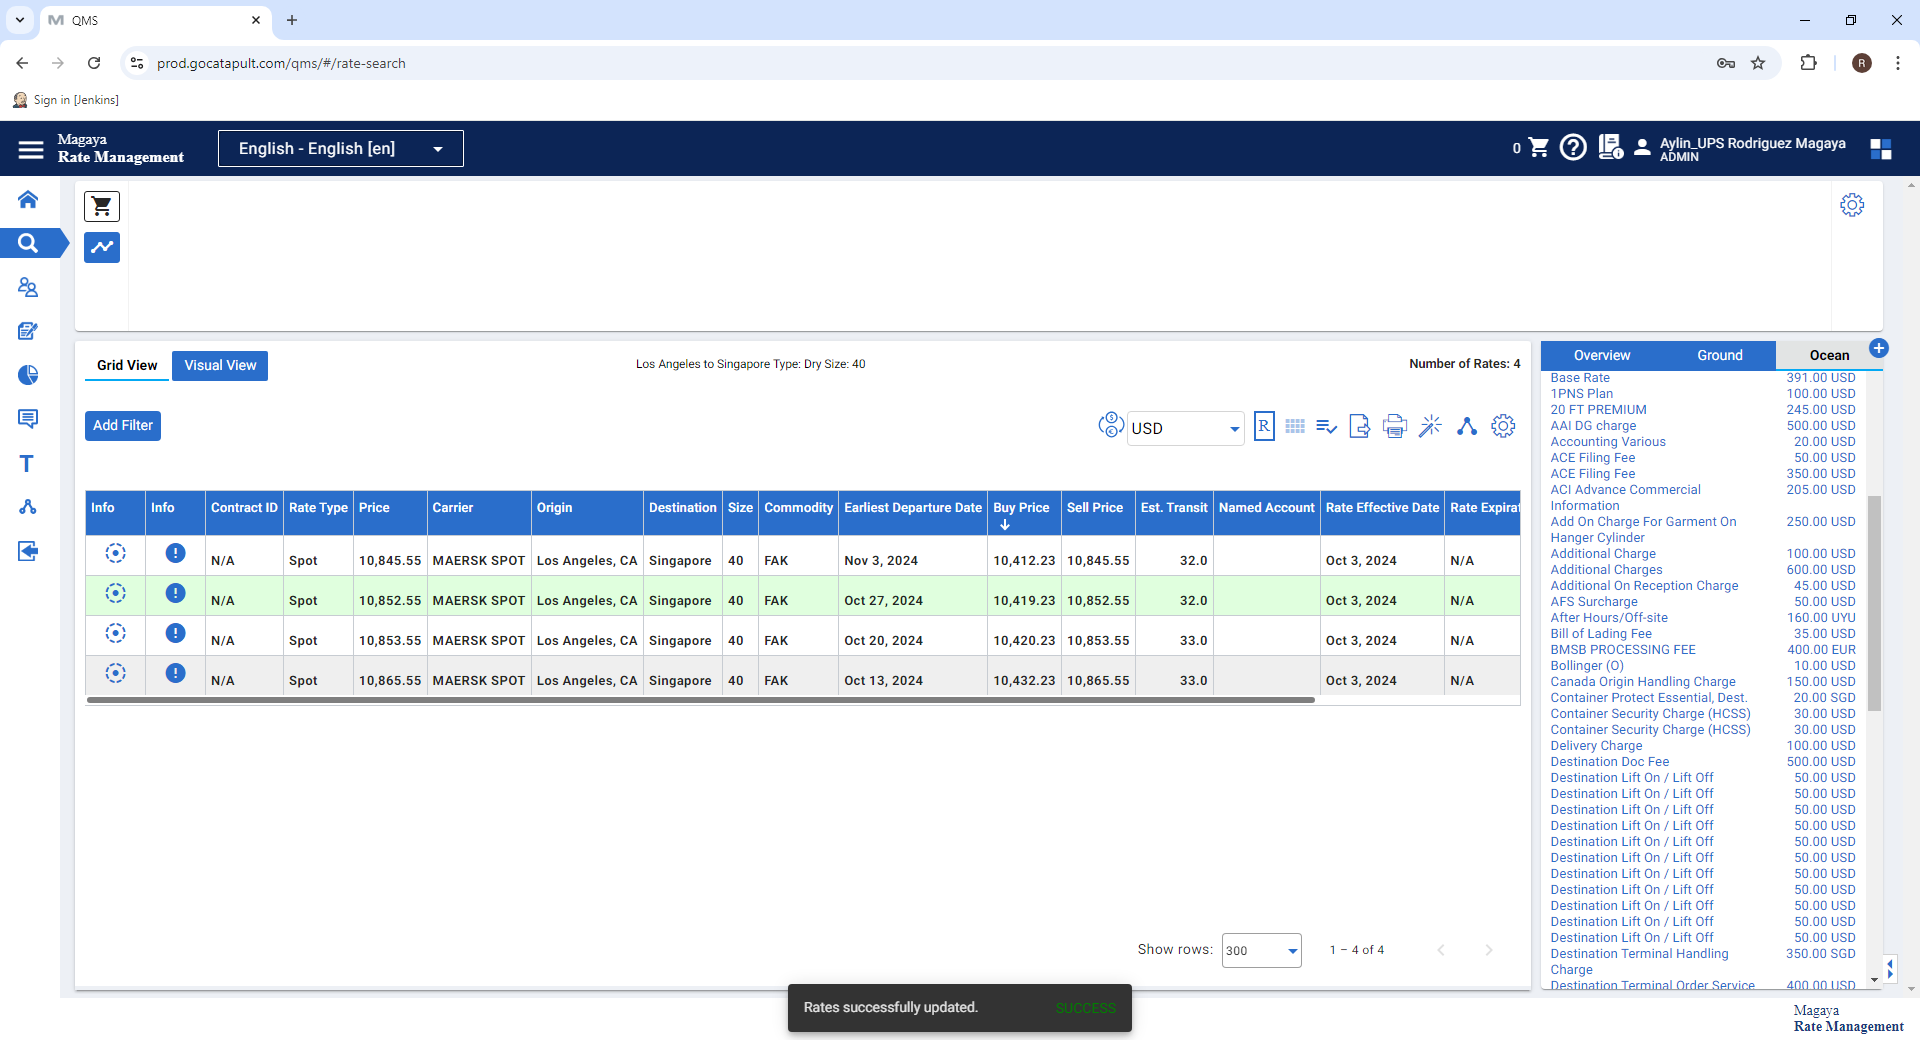 QMS
prod.gocatapult.com/qms/#/rate-search
R
Sign in [Jenkins]
Magaya
Rate Management
English - English [en]
0
Aylin_UPS Rodriguez Magaya
ADMIN
Grid View
Visual View
Los Angeles to Singapore Type: Dry Size: 40
Number of Rates: 4
Add Filter
USD
R
Info Info Contract ID Rate Type Price Carrier Origin Destination Size Commodity Earliest Departure Date Buy Price Sell Price Est. Transit Named Account Rate Effective Date Rate Expirat
N/A Spot 10,845.55 MAERSK SPOT Los Angeles, CA Singapore 40 FAK Nov 3, 2024 10,412.23 10,845.55 32.0 Oct 3, 2024 N/A
N/A Spot 10,852.55 MAERSK SPOT Los Angeles, CA Singapore 40 FAK Oct 27, 2024 10,419.23 10,852.55 32.0 Oct 3, 2024 N/A
N/A Spot 10,853.55 MAERSK SPOT Los Angeles, CA Singapore 40 FAK Oct 20, 2024 10,420.23 10,853.55 33.0 Oct 3, 2024 N/A
N/A Spot 10,865.55 MAERSK SPOT Los Angeles, CA Singapore 40 FAK Oct 13, 2024 10,432.23 10,865.55 33.0 Oct 3, 2024 N/A
Show rows: 300 1 – 4 of 4
Overview Ground Ocean
Base Rate 391.00 USD
1PNS Plan 100.00 USD
20 FT PREMIUM 245.00 USD
AAI DG charge 500.00 USD
Accounting Various 20.00 USD
ACE Filing Fee 50.00 USD
ACE Filing Fee 350.00 USD
ACI Advance Commercial 205.00 USD
Information
Add On Charge For Garment On 250.00 USD
Hanger Cylinder
Additional Charge 100.00 USD
Additional Charges 600.00 USD
Additional On Reception Charge 45.00 USD
AFS Surcharge 50.00 USD
After Hours/Off-site 160.00 UYU
Bill of Lading Fee 35.00 USD
BMSB PROCESSING FEE 400.00 EUR
Bollinger (O) 10.00 USD
Canada Origin Handling Charge 150.00 USD
Container Protect Essential, Dest. 20.00 SGD
Container Security Charge (HCSS) 30.00 USD
Container Security Charge (HCSS) 30.00 USD
Delivery Charge 100.00 USD
Destination Doc Fee 500.00 USD
Destination Lift On / Lift Off 50.00 USD
Destination Lift On / Lift Off 50.00 USD
Destination Lift On / Lift Off 50.00 USD
Destination Lift On / Lift Off 50.00 USD
Destination Lift On / Lift Off 50.00 USD
Destination Lift On / Lift Off 50.00 USD
Destination Lift On / Lift Off 50.00 USD
Destination Lift On / Lift Off 50.00 USD
Destination Lift On / Lift Off 50.00 USD
Destination Lift On / Lift Off 50.00 USD
Destination Lift On / Lift Off 50.00 USD
Destination Terminal Handling 350.00 SGD
Charge
Destination Terminal Order Service 400.00 USD
Rates successfully updated. SUCCESS
Magaya
Rate Management